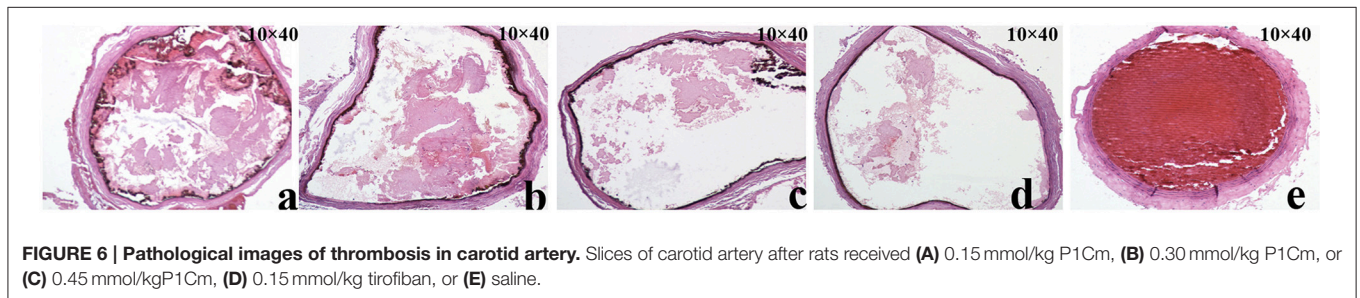 10×40 10×40 10×40 10×40 10×40
a b c d e
FIGURE 6 | Pathological images of thrombosis in carotid artery. Slices of carotid artery after rats received (A) 0.15 mmol/kg P1Cm, (B) 0.30 mmol/kg P1Cm, or
(C) 0.45 mmol/kgP1Cm, (D) 0.15 mmol/kg tirofiban, or (E) saline.